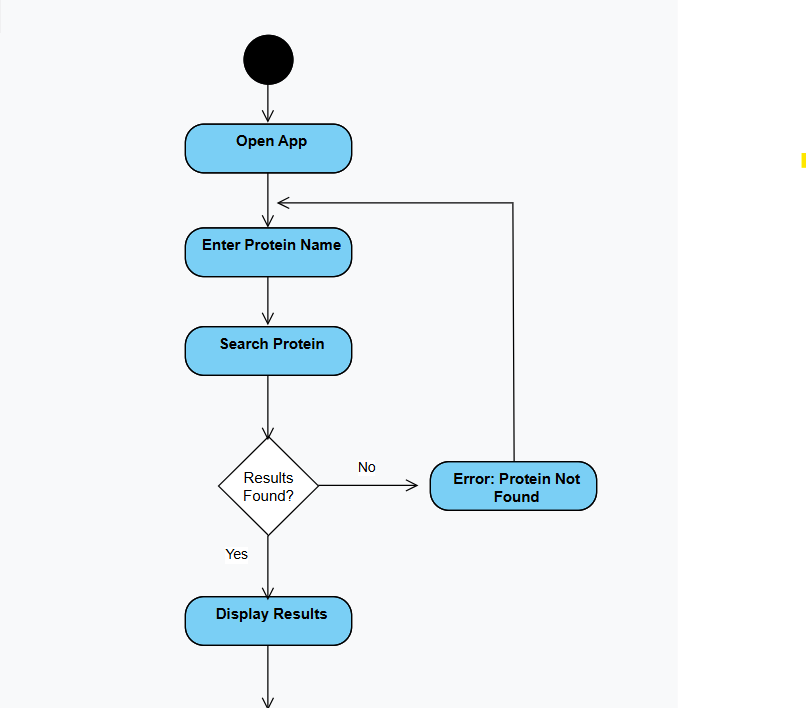 Open App
Enter Protein Name
Search Protein
Results
Found?
No
Error: Protein Not
Found
Yes
Display Results